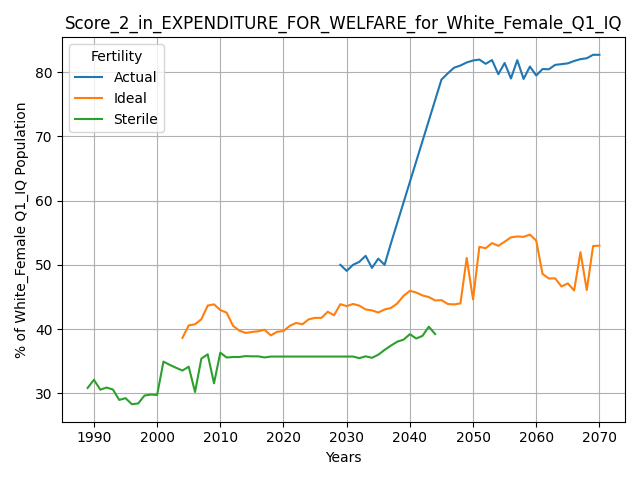 Score_2_in_EXPENDITURE_FOR_WELFARE_for_White_Female_Q1_IQ
Fertility
Actual
Ideal
Sterile
% of White_Female Q1_IQ Population
80
70
60
50
40
30
1990 2000 2010 2020 2030 2040 2050 2060 2070
Years